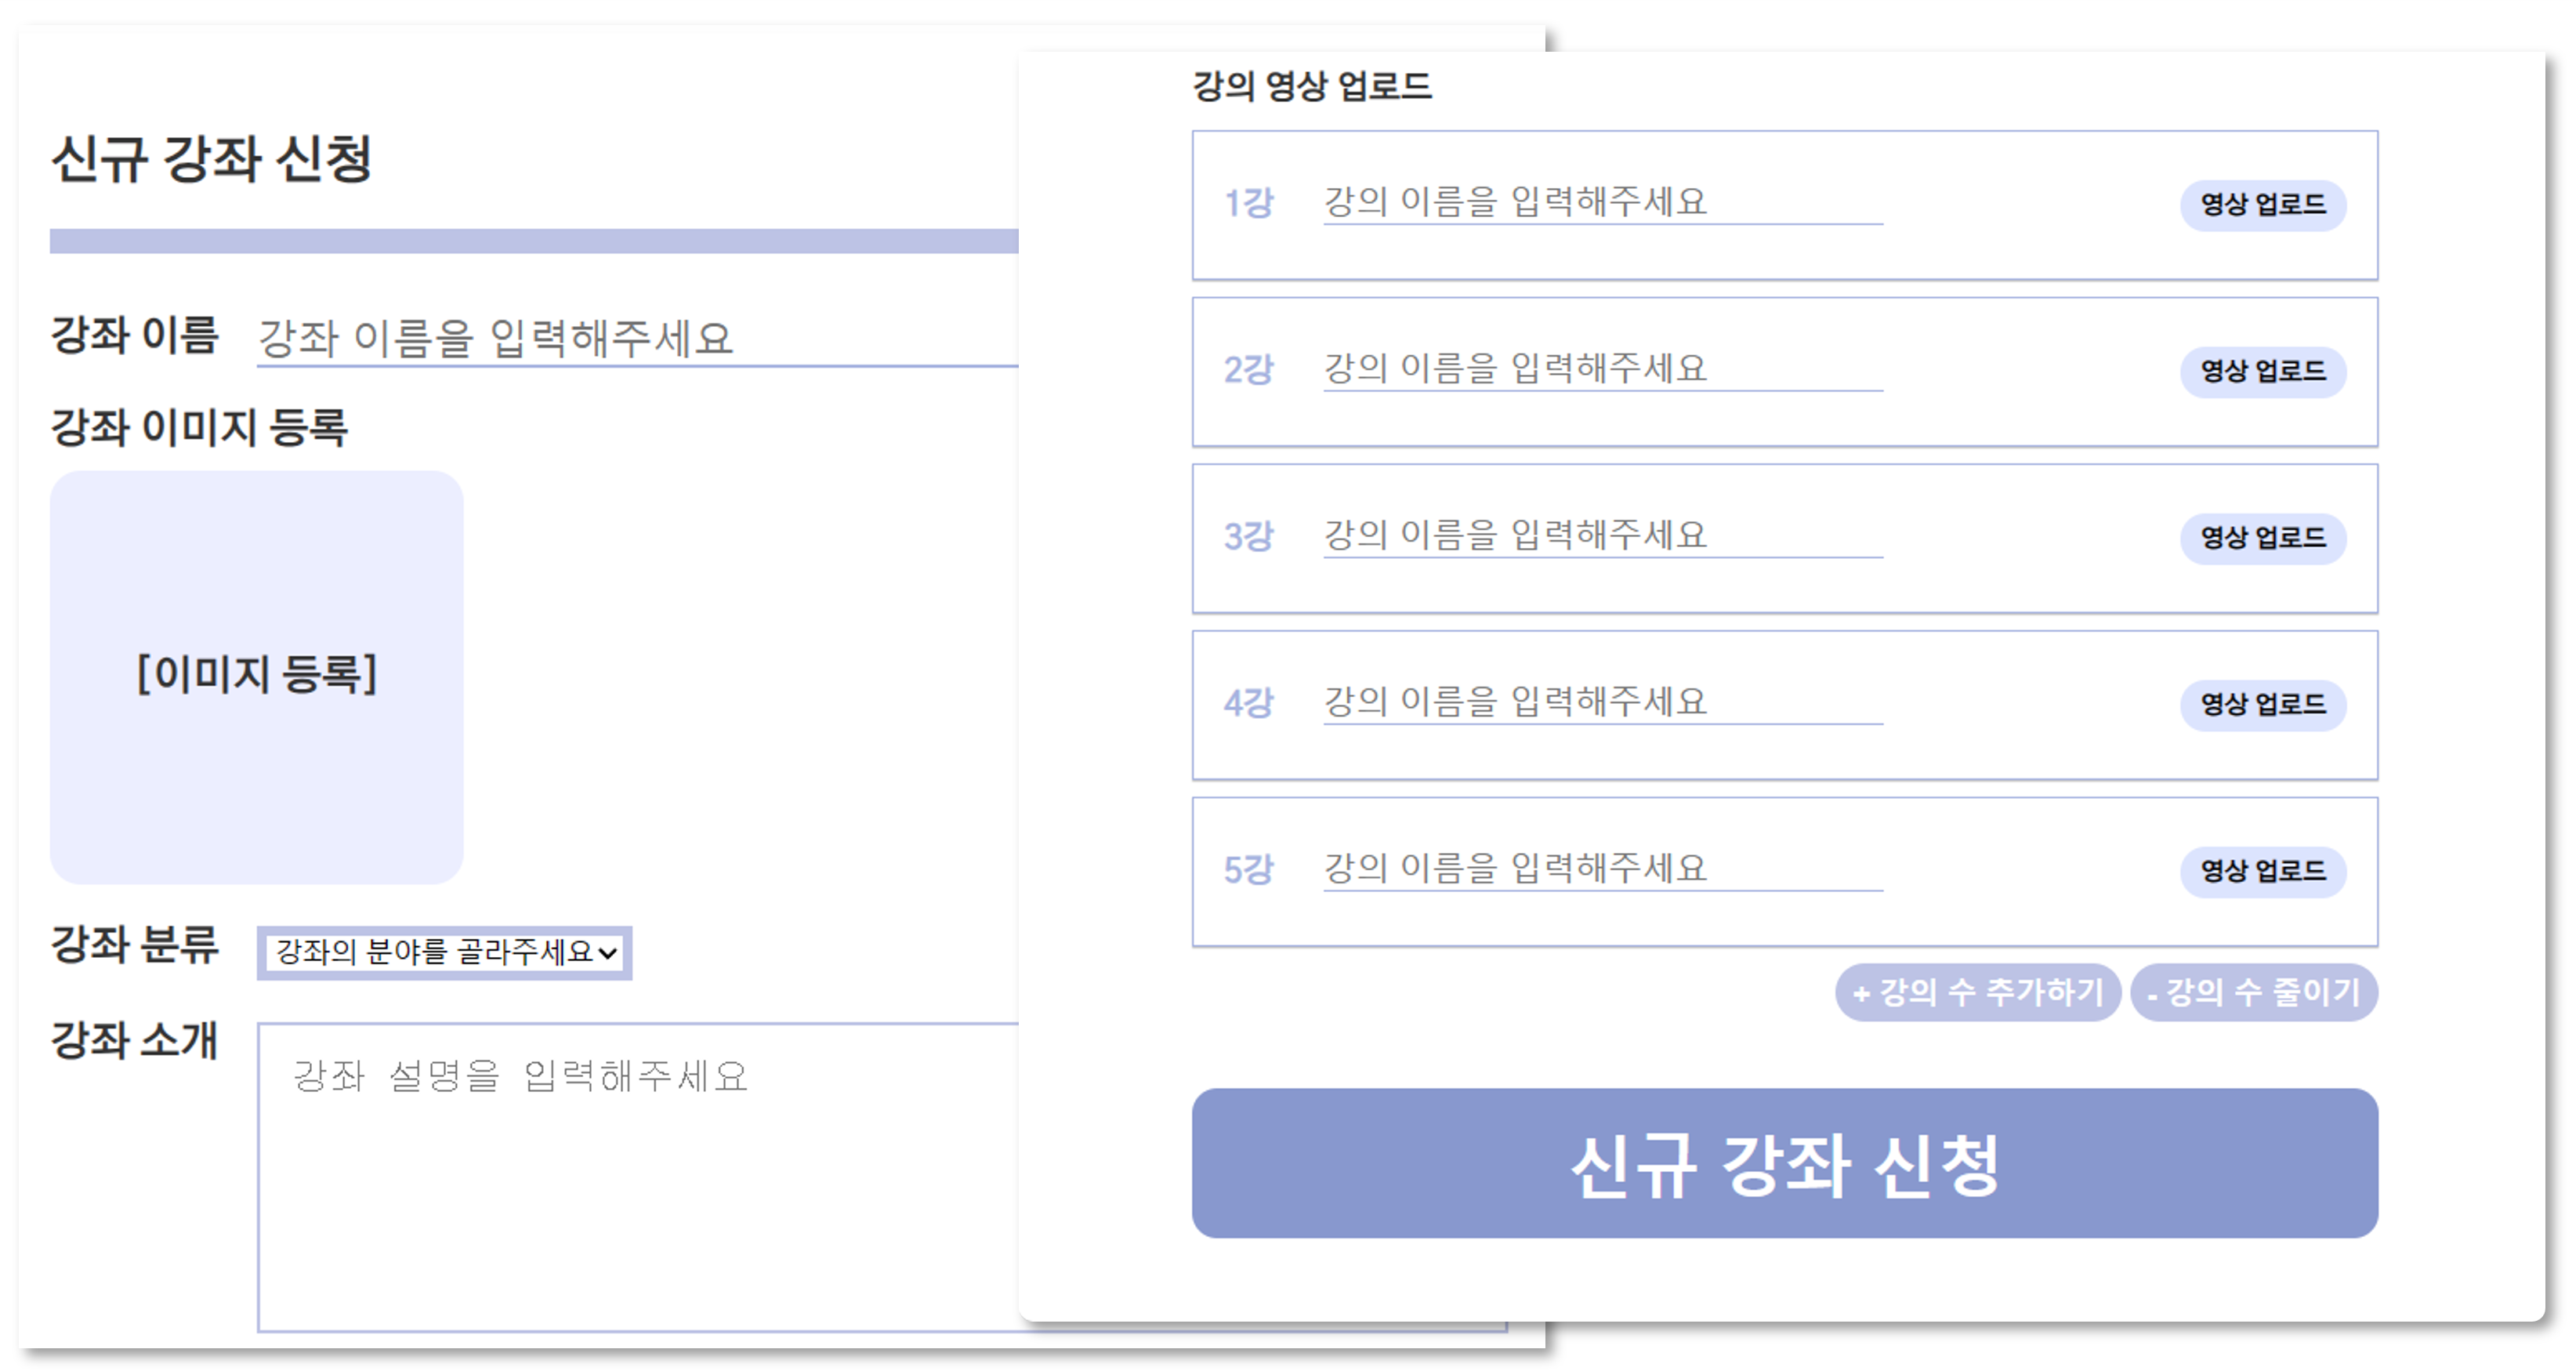 신규 강좌 신청
강좌 이름 강좌 이름을 입력해주세요
강좌 이미지 등록
[이미지 등록]
강좌 분류 강좌의 분야를 골라주세요
강좌 소개 강좌 설명을 입력해주세요
강의 영상 업로드
1강 강의 이름을 입력해주세요 영상 업로드
2강 강의 이름을 입력해주세요 영상 업로드
3강 강의 이름을 입력해주세요 영상 업로드
4강 강의 이름을 입력해주세요 영상 업로드
5강 강의 이름을 입력해주세요 영상 업로드
+ 강의 수 추가하기 - 강의 수 줄이기
신규 강좌 신청